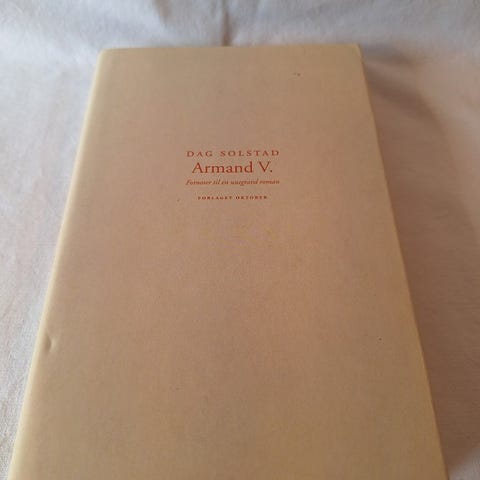 DAG SOLSTAD
Armand V.
Fotnoter til en uutgravd roman
FORLAGET OKTOBER